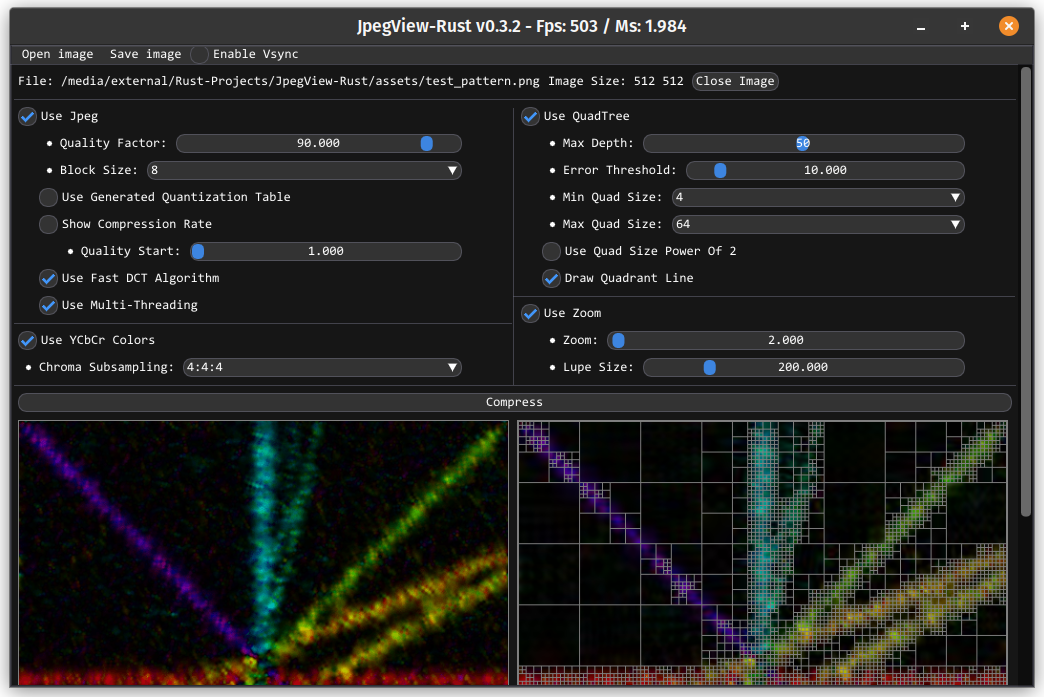 JpegView-Rust v0.3.2 - Fps: 503 / Ms: 1.984
Open image Save image Enable Vsync
File: /media/external/Rust-Projects/JpegView-Rust/assets/test_pattern.png Image Size: 512 512 Close Image
Use Jpeg
Quality Factor: 90.000
Block Size: 8
Use Generated Quantization Table
Show Compression Rate
Quality Start: 1.000
Use Fast DCT Algorithm
Use Multi-Threading
Use YCbCr Colors
Chroma Subsampling: 4:4:4
Use QuadTree
Max Depth: 50
Error Threshold: 10.000
Min Quad Size: 4
Max Quad Size: 64
Use Quad Size Power Of 2
Draw Quadrant Line
Use Zoom
Zoom: 2.000
Lupe Size: 200.000
Compress